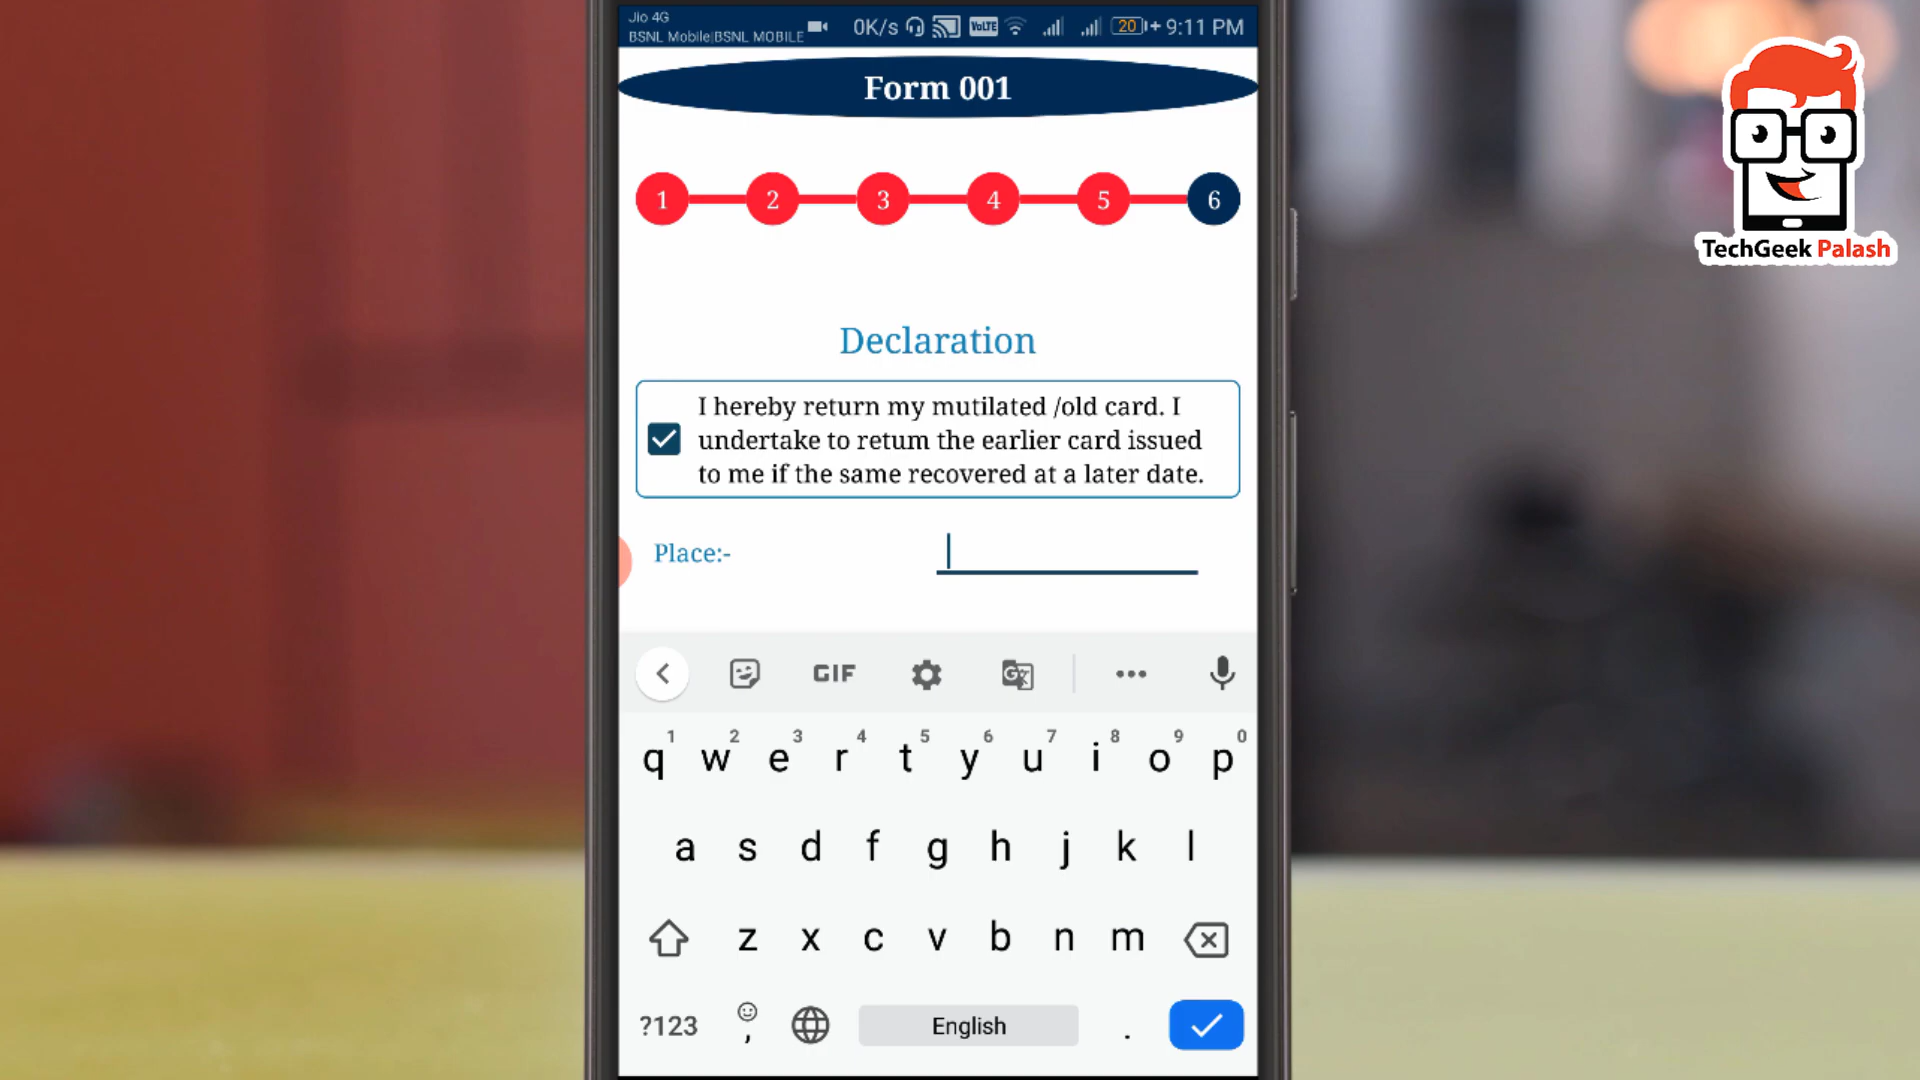 Jio 4G
BSNL Mobile|BSNL MOBILE
0K/s VoLTE 20 + 9:11 PM
Form 001
1 2 3 4 5 6
Declaration
I hereby return my mutilated /old card. I
undertake to retum the earlier card issued
to me if the same recovered at a later date.
Place:-
GIF
G
1 2 3 4 5 6 7 8 9 0
q w e r t y u i o p
a s d f g h j k l
z x c v b n m
?123 , English .
TechGeek Palash